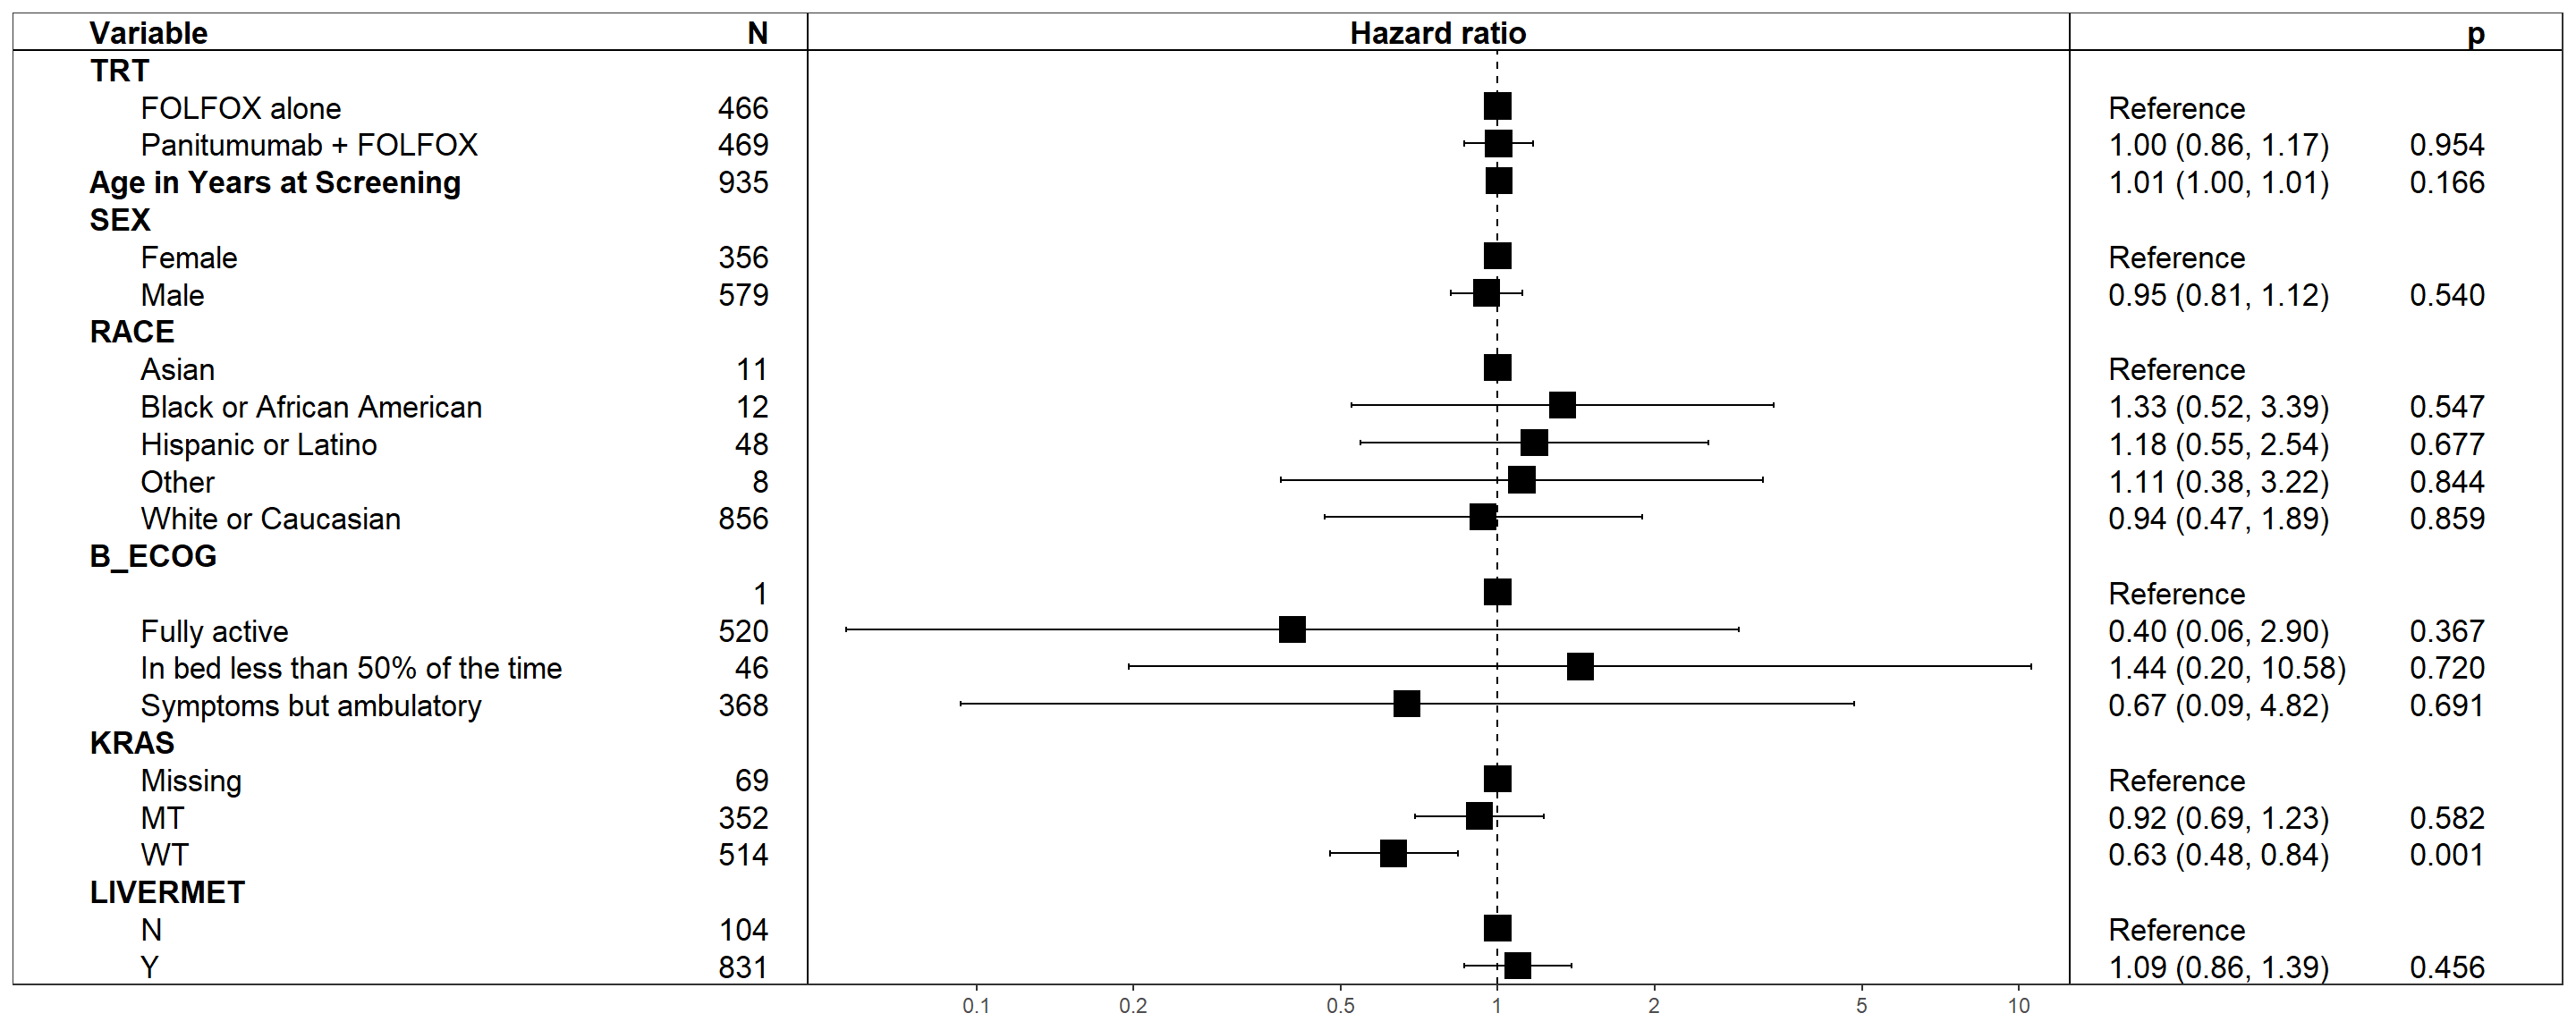 Variable N Hazard ratio p
TRT
FOLFOX alone 466 Reference
Panitumumab + FOLFOX 469 1.00 (0.86, 1.17) 0.954
Age in Years at Screening 935 1.01 (1.00, 1.01) 0.166
SEX
Female 356 Reference
Male 579 0.95 (0.81, 1.12) 0.540
RACE
Asian 11 Reference
Black or African American 12 1.33 (0.52, 3.39) 0.547
Hispanic or Latino 48 1.18 (0.55, 2.54) 0.677
Other 8 1.11 (0.38, 3.22) 0.844
White or Caucasian 856 0.94 (0.47, 1.89) 0.859
B_ECOG
1 Reference
Fully active 520 0.40 (0.06, 2.90) 0.367
In bed less than 50% of the time 46 1.44 (0.20, 10.58) 0.720
Symptoms but ambulatory 368 0.67 (0.09, 4.82) 0.691
KRAS
Missing 69 Reference
MT 352 0.92 (0.69, 1.23) 0.582
WT 514 0.63 (0.48, 0.84) 0.001
LIVERMET
N 104 Reference
Y 831 1.09 (0.86, 1.39) 0.456
0.1 0.2 0.5 1 2 5 10